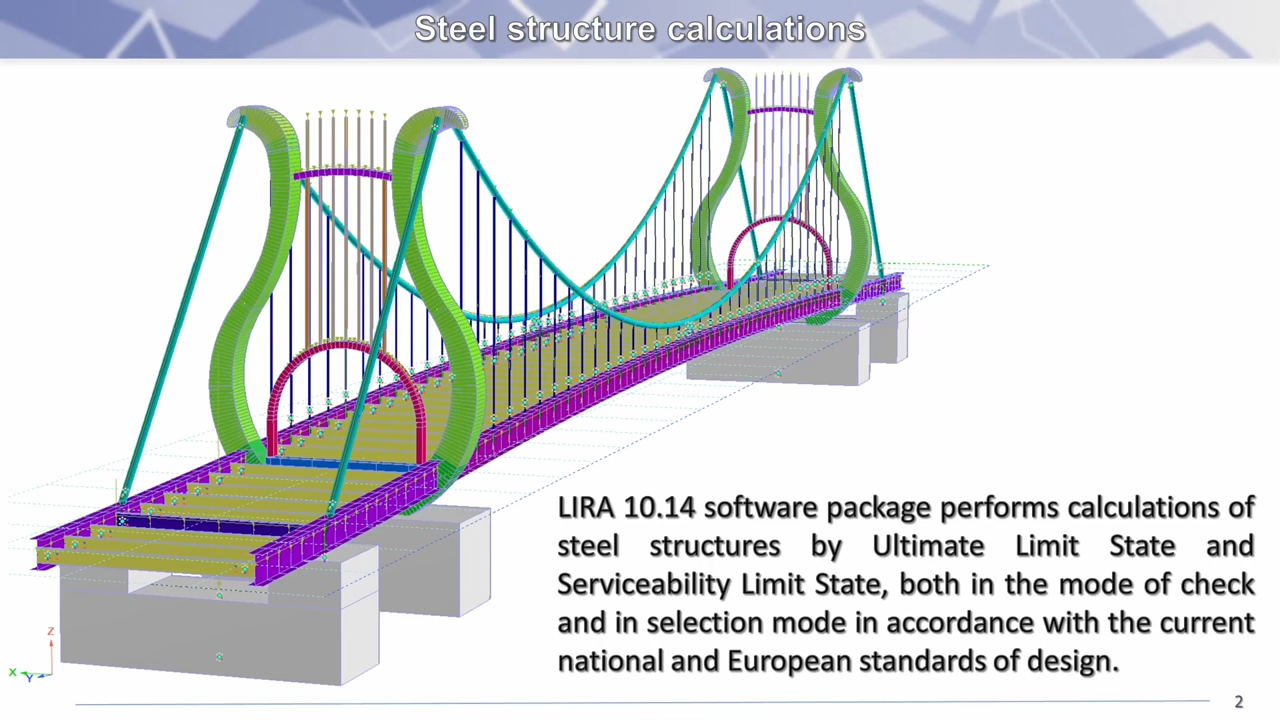 Steel structure calculations
LIRA 10.14 software package performs calculations of
steel structures by Ultimate Limit State and
Serviceability Limit State, both in the mode of check
and in selection mode in accordance with the current
national and European standards of design.
Z
X
Y
2